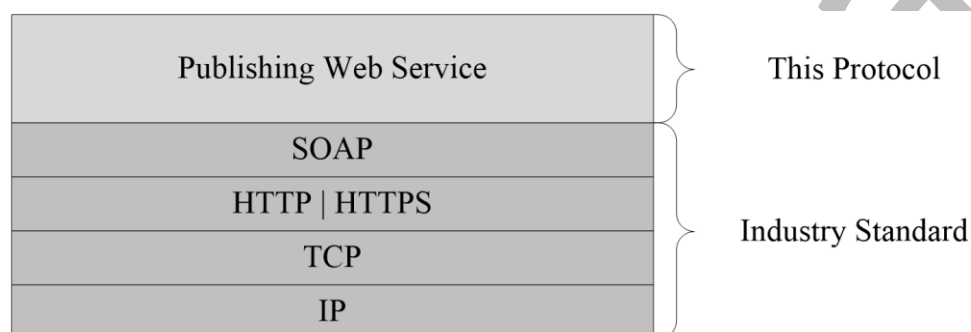 Publishing Web Service
This Protocol
SOAP
HTTP | HTTPS
Industry Standard
TCP
IP